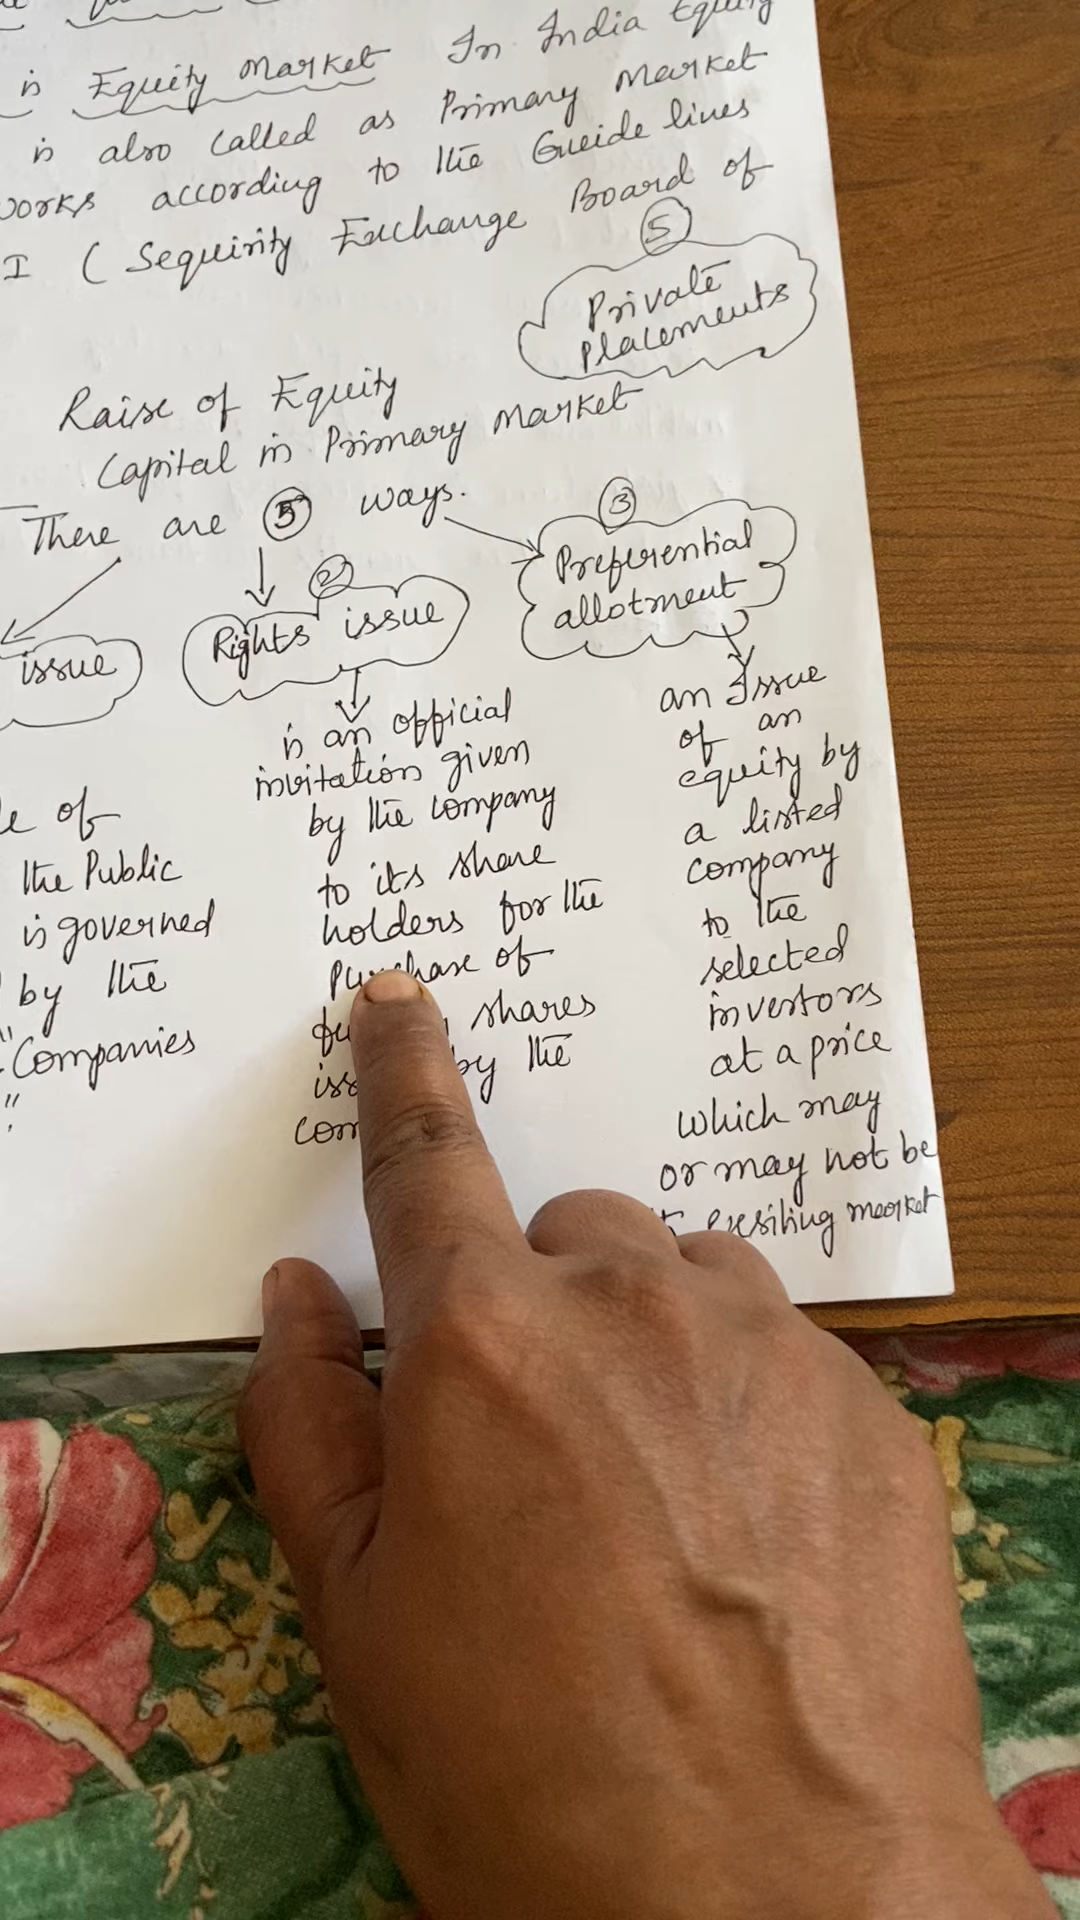 is Equity Market In India Equity
is also called as Primary Market
works according to the Gueide lines
I ( Sequirity Exchange Board of
5
Private
Placements
Raise of Equity
Capital in Primary Market
There are 5 ways.
issue
le of
the Public
is governed
by the
Companies
"
2
Rights issue
is an official
invitation given
by the company
to its share
holders for the
Purchase of
shares
by the
3
Preferential
allotment
an Issue
of an
equity by
a listed
company
to the
selected
investors
at a price
which may
or may not be
market